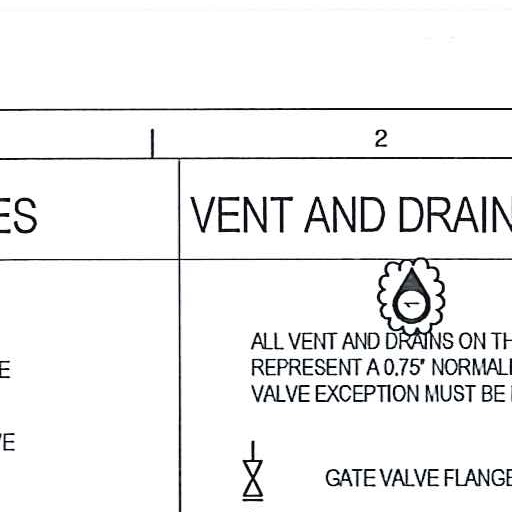 2
ES
VENT AND DRAIN
1
ALL VENT AND DRAINS ON TH
REPRESENT A 0.75" NORMAL
VALVE EXCEPTION MUST BE
E
VE
GATE VALVE FLANGE